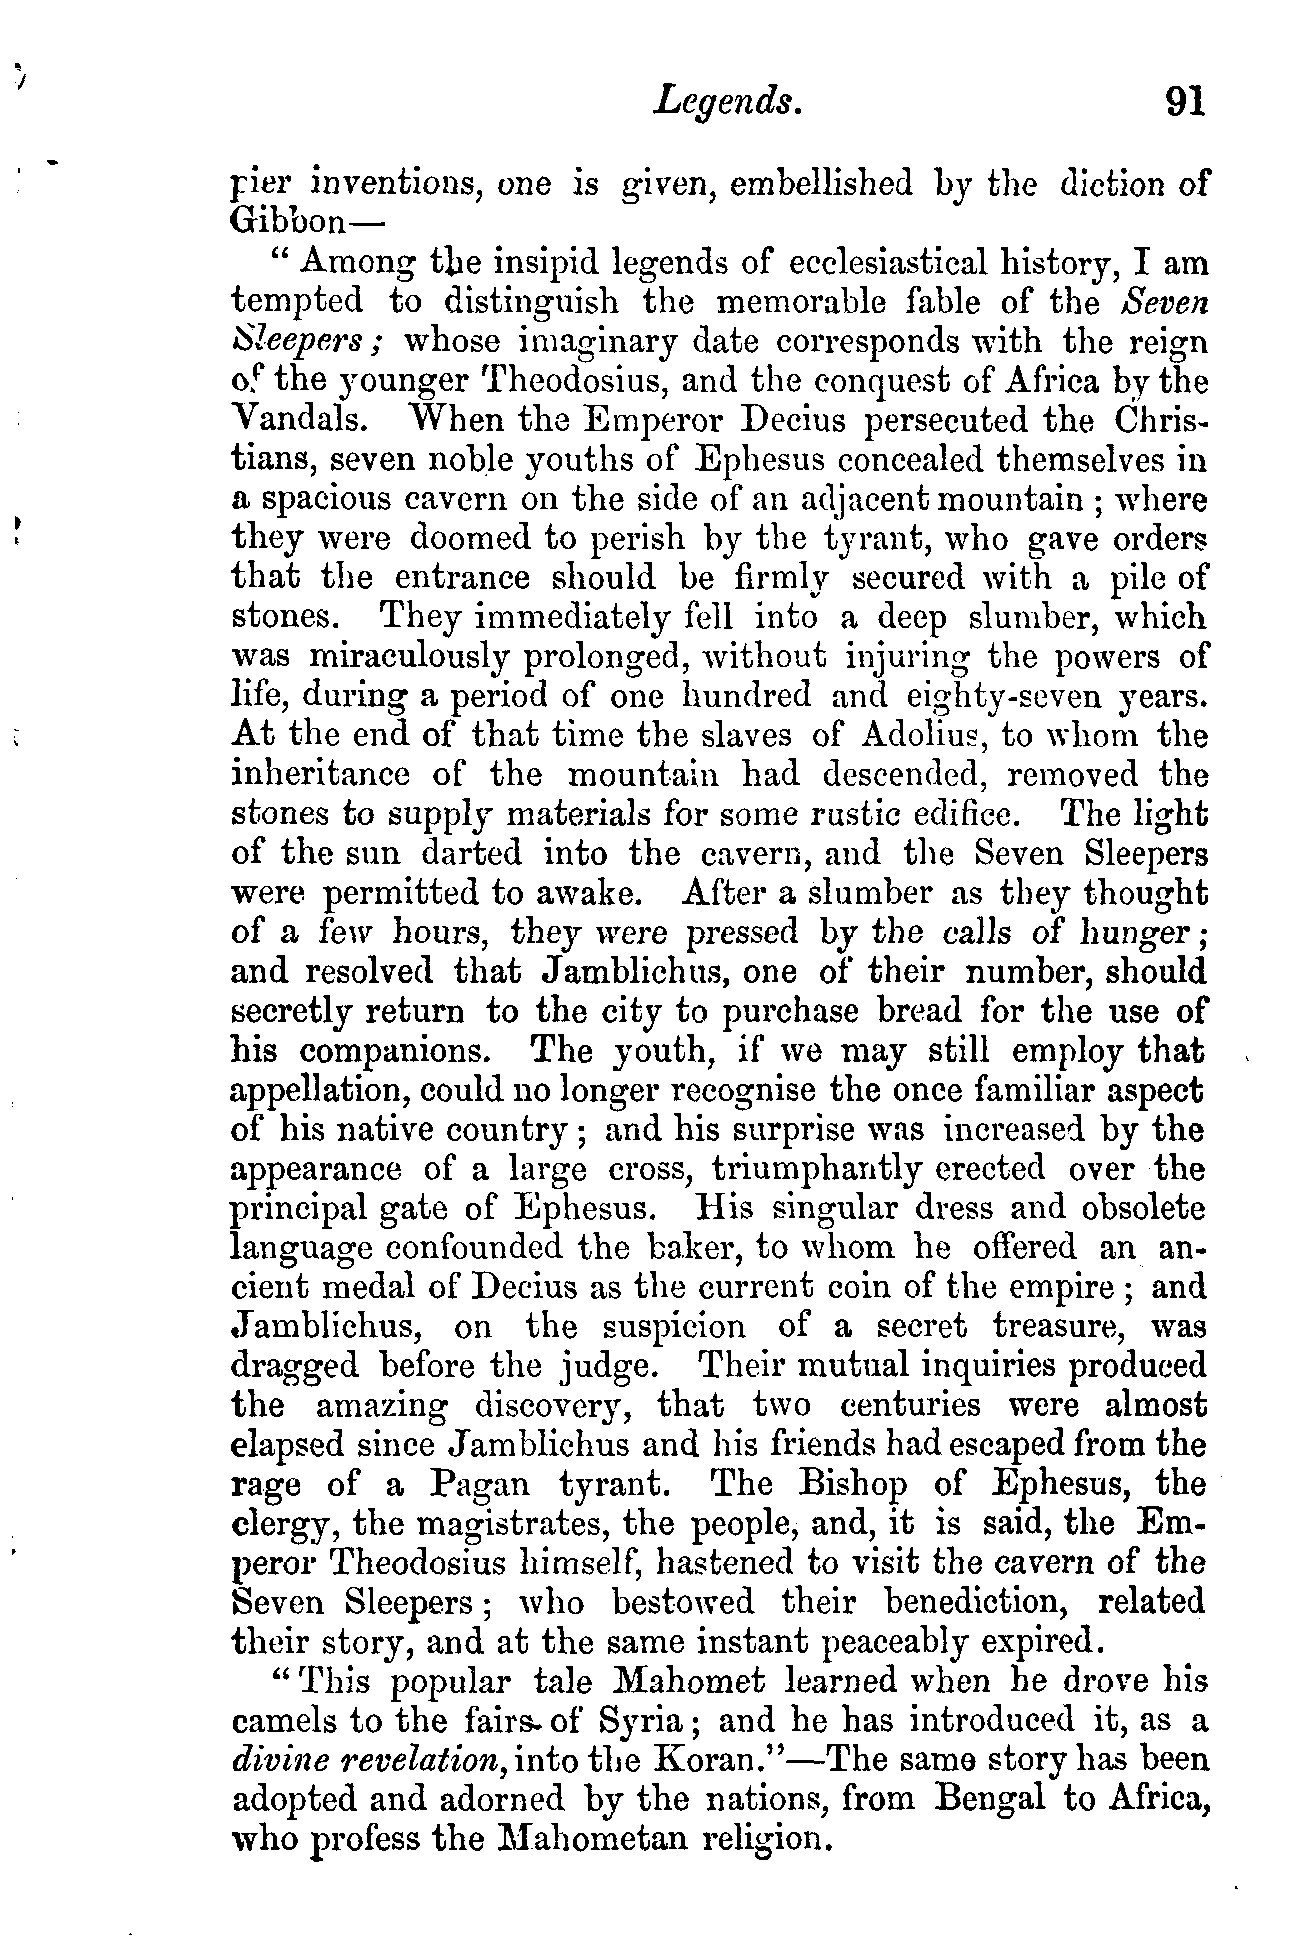 Legends. 91
pier inventions, one is given, embellished by the diction of
Gibbon—
“ Among the insipid legends of ecclesiastical history, I am
tempted to distinguish the memorable fable of the Seven
Sleepers ; whose imaginary date corresponds with the reign
of the younger Theodosius, and the conquest of Africa by the
Vandals. When the Emperor Decius persecuted the Chris-
tians, seven noble youths of Ephesus concealed themselves in
a spacious cavern on the side of an adjacent mountain ; where
they were doomed to perish by the tyrant, who gave orders
that the entrance should be firmly secured with a pile of
stones. They immediately fell into a deep slumber, which
was miraculously prolonged, without injuring the powers of
life, during a period of one hundred and eighty-seven years.
At the end of that time the slaves of Adolius, to whom the
inheritance of the mountain had descended, removed the
stones to supply materials for some rustic edifice. The light
of the sun darted into the cavern, and the Seven Sleepers
were permitted to awake. After a slumber as they thought
of a few hours, they were pressed by the calls of hunger ;
and resolved that Jamblichus, one of their number, should
secretly return to the city to purchase bread for the use of
his companions. The youth, if we may still employ that
appellation, could no longer recognise the once familiar aspect
of his native country ; and his surprise was increased by the
appearance of a large cross, triumphantly erected over the
principal gate of Ephesus. His singular dress and obsolete
language confounded the baker, to whom he offered an an-
cient medal of Decius as the current coin of the empire ; and
Jamblichus, on the suspicion of a secret treasure, was
dragged before the judge. Their mutual inquiries produced
the amazing discovery, that two centuries were almost
elapsed since Jamblichus and his friends had escaped from the
rage of a Pagan tyrant. The Bishop of Ephesus, the
clergy, the magistrates, the people, and, it is said, the Em-
peror Theodosius himself, hastened to visit the cavern of the
Seven Sleepers ; who bestowed their benediction, related
their story, and at the same instant peaceably expired.
“ This popular tale Mahomet learned when he drove his
camels to the fairs of Syria ; and he has introduced it, as a
divine revelation, into the Koran.”—The same story has been
adopted and adorned by the nations, from Bengal to Africa,
who profess the Mahometan religion.